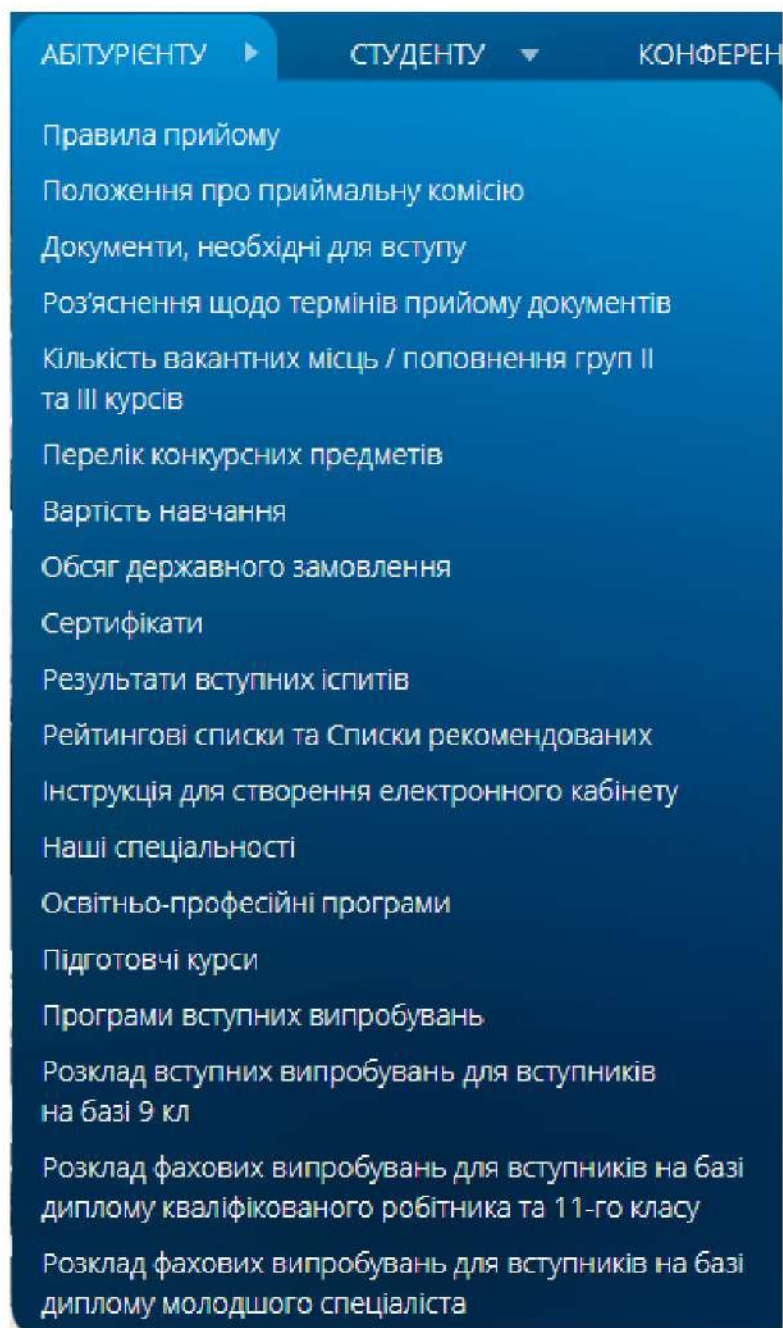 АБІТУРІЄНТУ СТУДЕНТУ КОНФЕРЕН
Правила прийому
Положення про приймальну комісію
Документи, необхідні для вступу
Роз'яснення щодо термінів прийому документів
Кількість вакантних місць / поповнення груп ІІ
та ІІІ курсів
Перелік конкурсних предметів
Вартість навчання
Обсяг державного замовлення
Сертифікати
Результати вступних іспитів
Рейтингові списки та Списки рекомендованих
Інструкція для створення електронного кабінету
Наші спеціальності
Освітньо-професійні програми
Підготовчі курси
Програми вступних випробувань
Розклад вступних випробувань для вступників
на базі 9 кл
Розклад фахових випробувань для вступників на базі
диплому кваліфікованого робітника та 11-го класу
Розклад фахових випробувань для вступників на базі
диплому молодшого спеціаліста